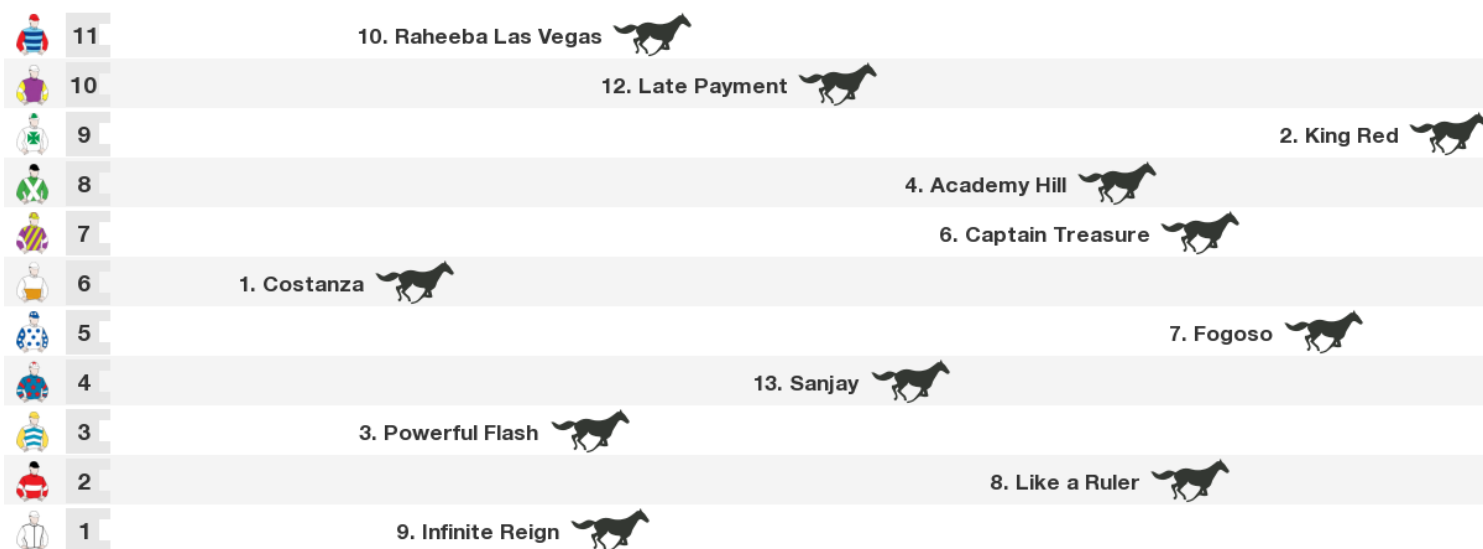 11 10. Raheeba Las Vegas
10 12. Late Payment
9 2. King Red
8 4. Academy Hill
7 6. Captain Treasure
6 1. Costanza
5 7. Fogoso
4 13. Sanjay
3 3. Powerful Flash
2 8. Like a Ruler
1 9. Infinite Reign